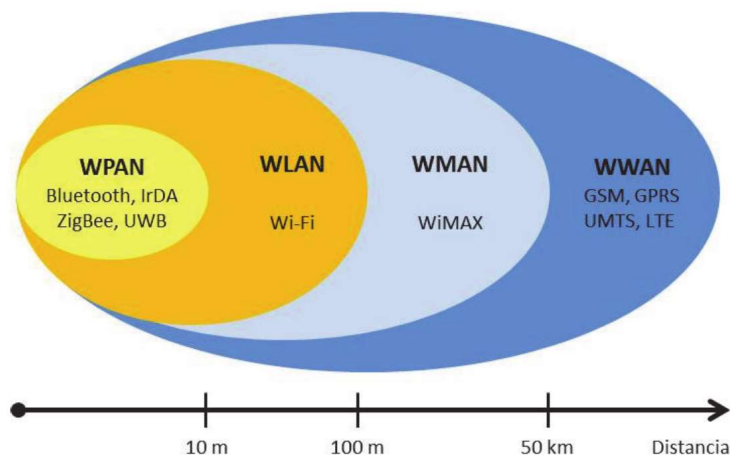 WPAN
Bluetooth, IrDA
ZigBee, UWB
WLAN
Wi-Fi
WMAN
WiMAX
WWAN
GSM, GPRS
UMTS, LTE
10 m
100 m
50 km
Distancia